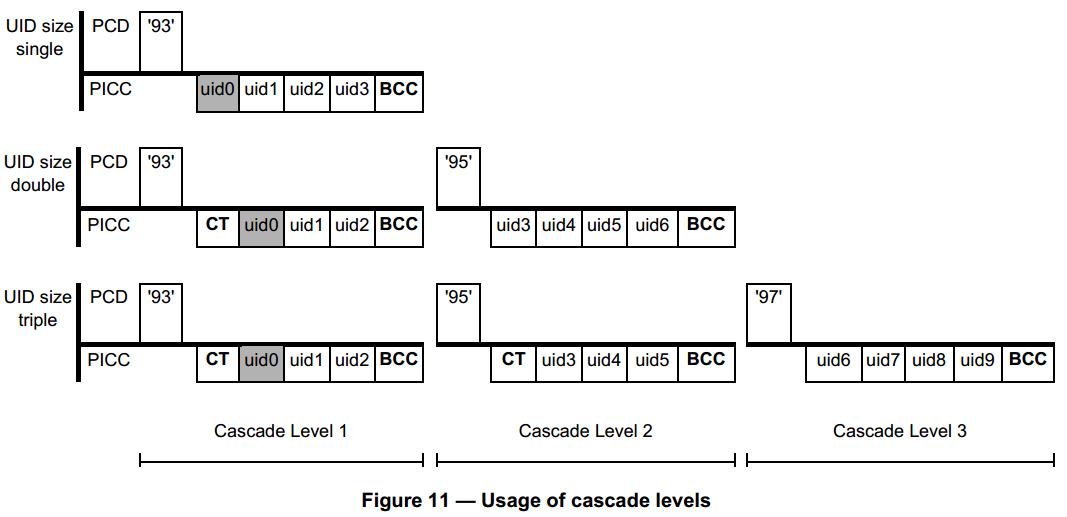 UID size single PCD '93'
PICC uid0 uid1 uid2 uid3 BCC
UID size double PCD '93' '95'
PICC CT uid0 uid1 uid2 BCC uid3 uid4 uid5 uid6 BCC
UID size triple PCD '93' '95' '97'
PICC CT uid0 uid1 uid2 BCC CT uid3 uid4 uid5 BCC uid6 uid7 uid8 uid9 BCC
Cascade Level 1 Cascade Level 2 Cascade Level 3
Figure 11 — Usage of cascade levels